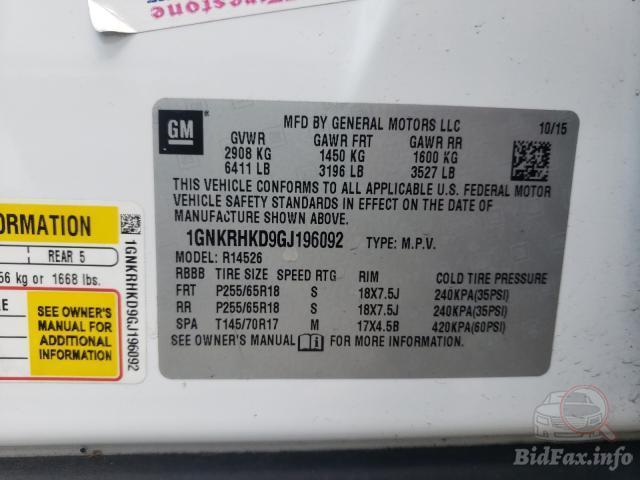 Firestone
GM
MFD BY GENERAL MOTORS LLC
10/15
GVWR GAWR FRT GAWR RR
2908 KG 1450 KG 1600 KG
6411 LB 3196 LB 3527 LB
THIS VEHICLE CONFORMS TO ALL APPLICABLE U.S. FEDERAL MOTOR
VEHICLE SAFETY STANDARDS IN EFFECT ON THE DATE OF
MANUFACTURE SHOWN ABOVE.
1GNKRHKD9GJ196092 TYPE: M.P.V.
MODEL: R14526
RBBB TIRE SIZE SPEED RTG RIM COLD TIRE PRESSURE
FRT P255/65R18 S 18X7.5J 240KPA(35PSI)
RR P255/65R18 S 18X7.5J 240KPA(35PSI)
SPA T145/70R17 M 17X4.5B 420KPA(60PSI)
SEE OWNER'S MANUAL i FOR MORE INFORMATION.
FORMATION
REAR 5
56 kg or 1668 lbs.
RE
SEE OWNER'S
MANUAL FOR
ADDITIONAL
INFORMATION
1GNKRHKD9GJ196092
BidFax.info